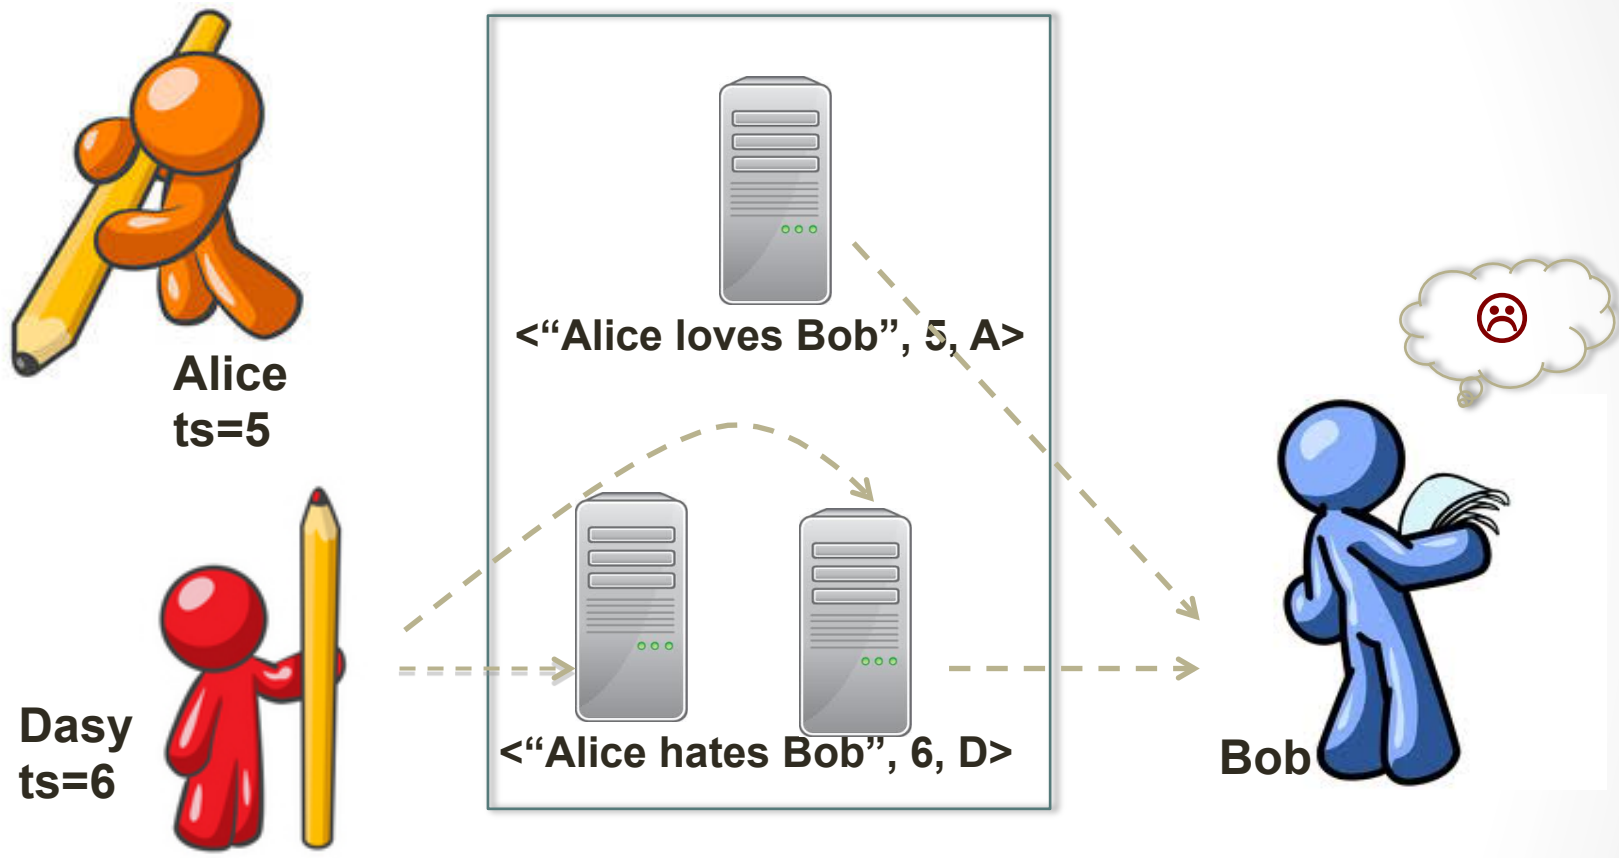 <“Alice loves Bob”, 5, A>
Alice
ts=5
Dasy
ts=6
<“Alice hates Bob”, 6, D>
Bob